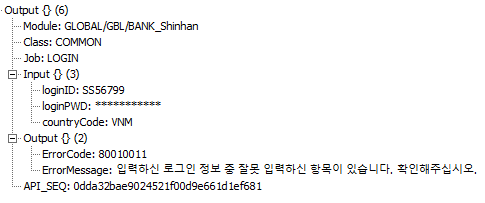 Output {} (6)
Module: GLOBAL/GBL/BANK_Shinhan
Class: COMMON
Job: LOGIN
Input {} (3)
loginID: SS56799
loginPWD: ***********
countryCode: VNM
Output {} (2)
ErrorCode: 80010011
ErrorMessage: 입력하신 로그인 정보 중 잘못 입력하신 항목이 있습니다. 확인해주십시오.
API_SEQ: 0dda32bae9024521f00d9e661d1ef681